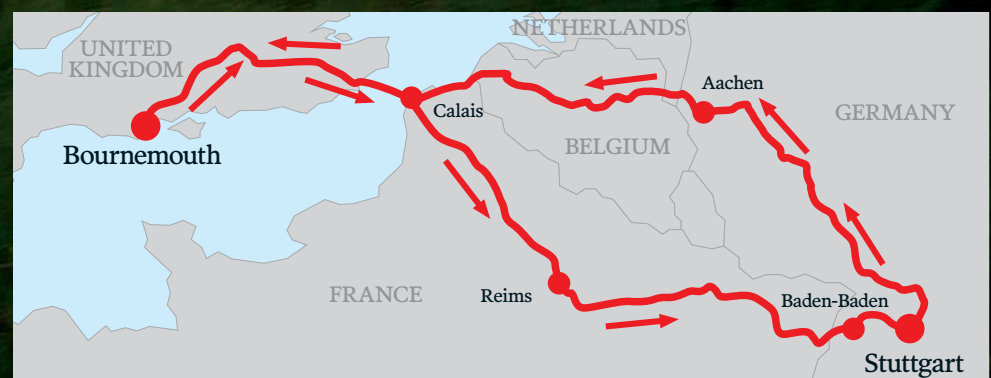 NETHERLANDS
UNITED
KINGDOM
Aachen
Calais
GERMANY
Bournemouth
BELGIUM
FRANCE
Reims
Baden-Baden
Stuttgart